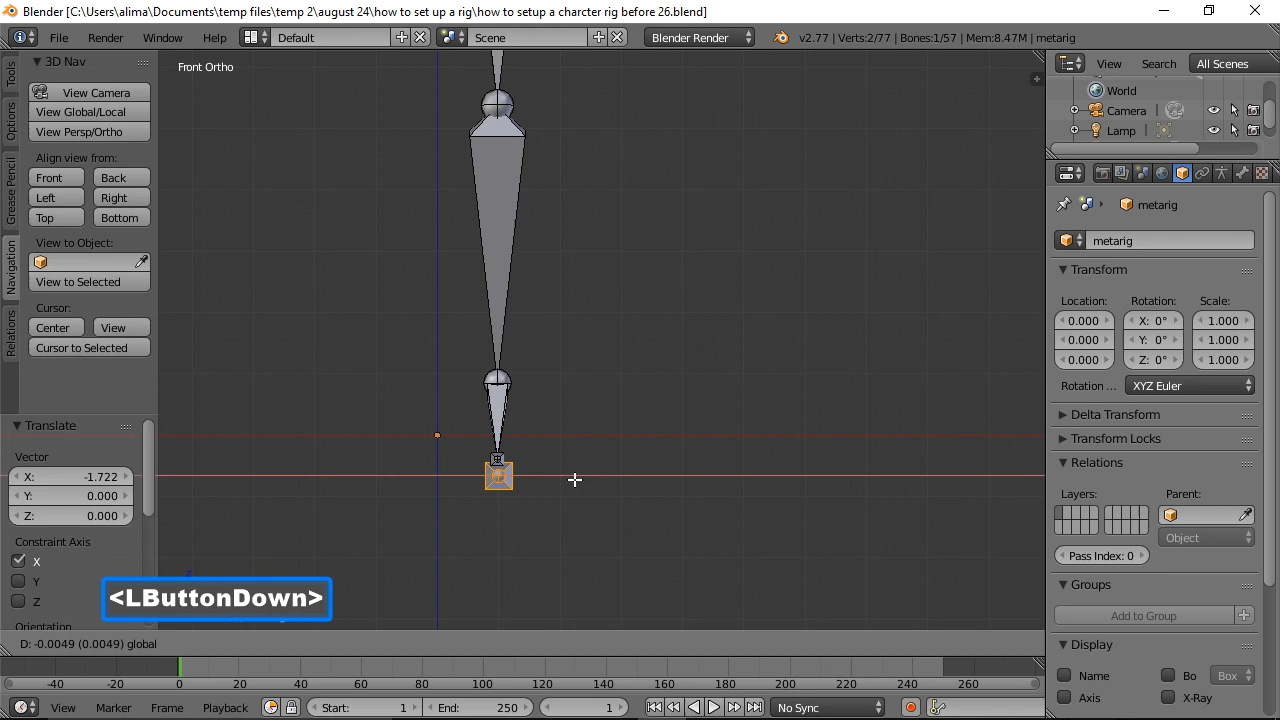 Blender [C:\Users\alima\Documents\temp files\temp 2\august 24\how to set up a rig\how to setup a charcter rig before 26.blend]
File Render Window Help Default Scene Blender Render v2.77 | Verts:2/77 | Bones:1/57 | Mem:8.47M | metarig
Tools
Options
Grease Pencil
Navigation
Relations
3D Nav
View Camera
View Global/Local
View Persp/Ortho
Align view from:
Front Back
Left Right
Top Bottom
View to Object:
View to Selected
Cursor:
Center View
Cursor to Selected
Translate
Vector
X: -1.722
Y: 0.000
Z: 0.000
Constraint Axis
X
Y
Z
Orientation
Front Ortho
<LButtonDown>
D: -0.0049 (0.0049) global
View Search All Scenes
World
Camera
Lamp
metarig
metarig
Transform
Location: Rotation: Scale:
0.000 X: 0° 1.000
0.000 Y: 0° 1.000
0.000 Z: 0° 1.000
Rotation ... XYZ Euler
Delta Transform
Transform Locks
Relations
Layers: Parent:
Object
Pass Index: 0
Groups
Add to Group
Display
Name Bo Box
Axis X-Ray
-40 -20 0 20 40 60 80 100 120 140 160 180 200 220 240 260
View Marker Frame Playback Start: 1 End: 250 1 No Sync